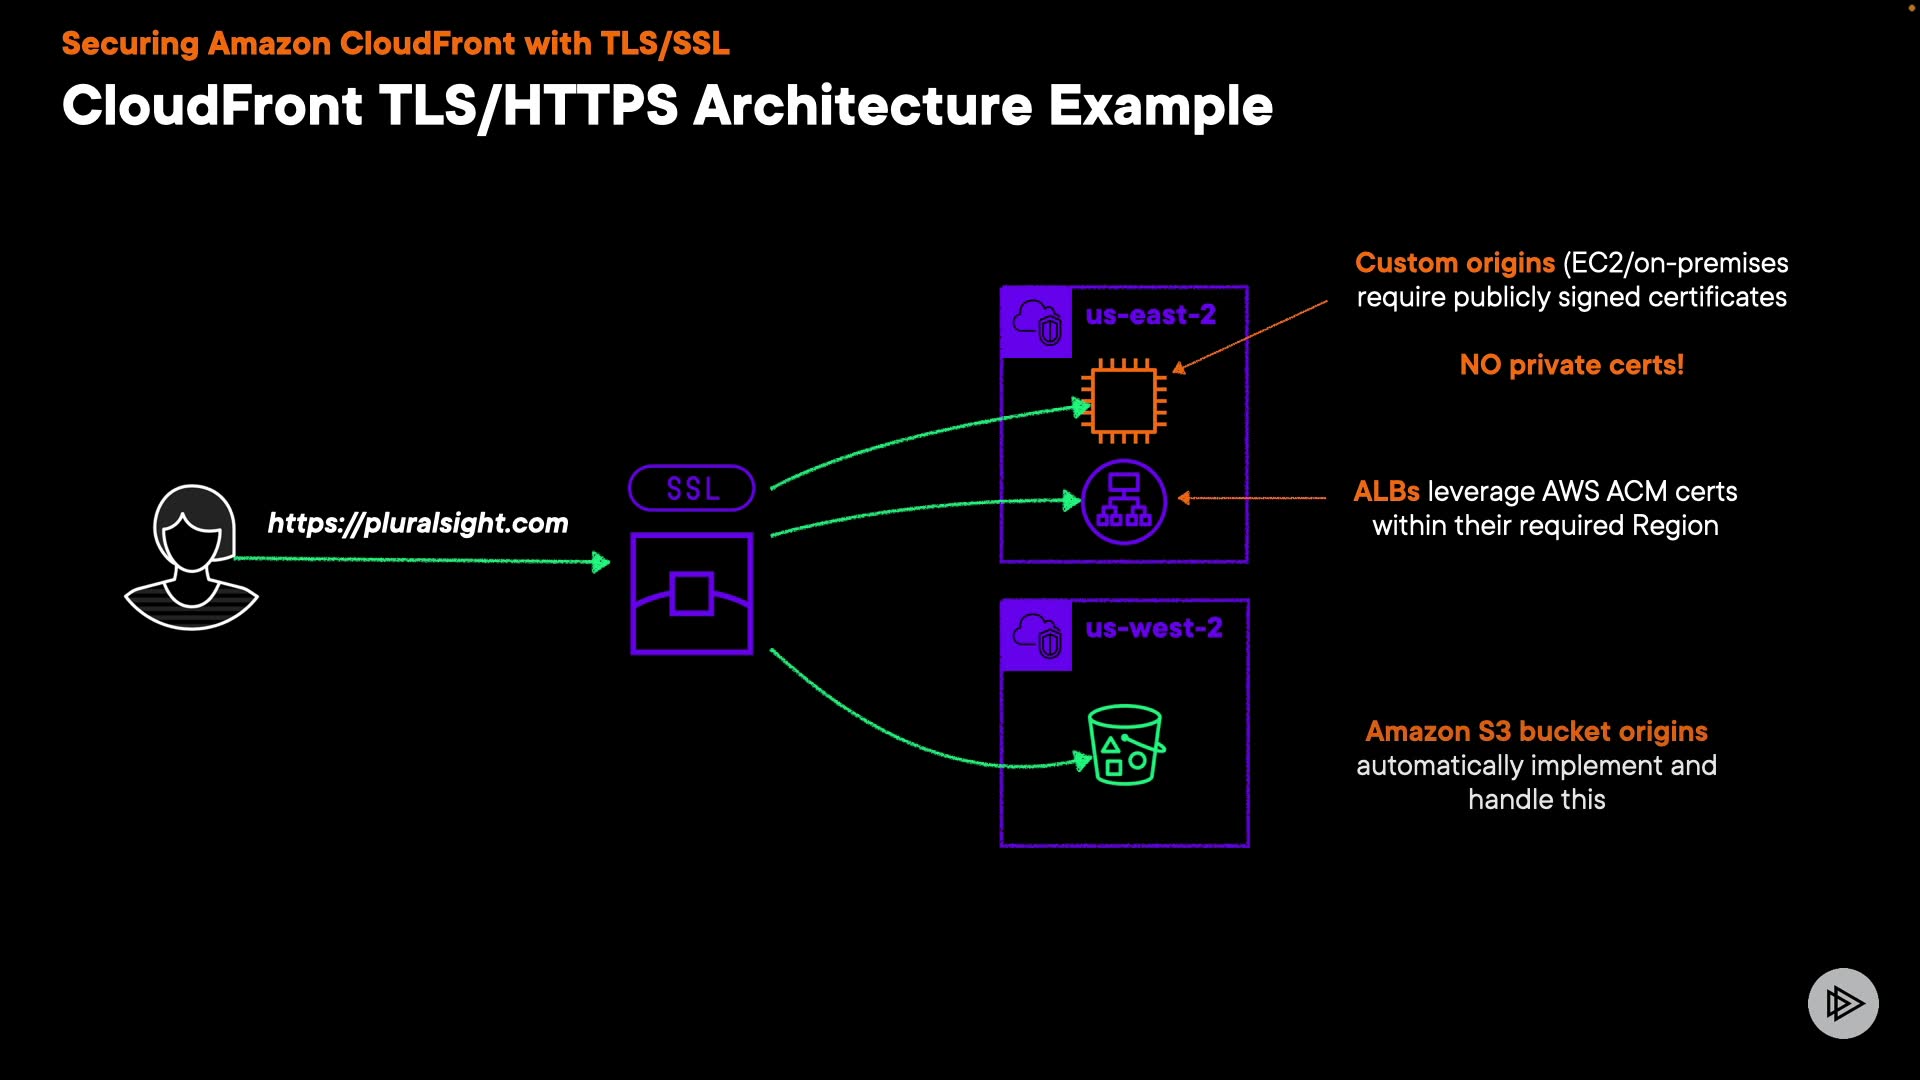 Securing Amazon CloudFront with TLS/SSL
CloudFront TLS/HTTPS Architecture Example
Custom origins (EC2/on-premises
require publicly signed certificates
NO private certs!
us-east-2
SSL
https://pluralsight.com
ALBs leverage AWS ACM certs
within their required Region
us-west-2
Amazon S3 bucket origins
automatically implement and
handle this